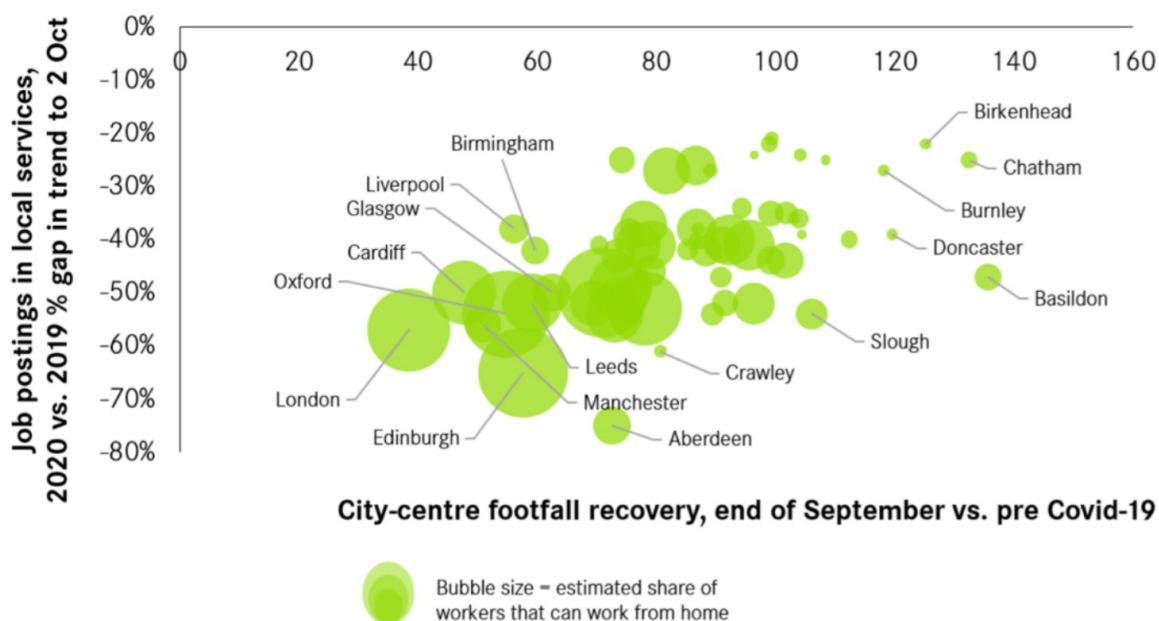 Job postings in local services,
2020 vs. 2019 % gap in trend to 2 Oct
0%
-10%
-20%
-30%
-40%
-50%
-60%
-70%
-80%
0
20
40
60
80
100
120
140
160
Birkenhead
Birmingham
Chatham
Liverpool
Glasgow
Burnley
Cardiff
Doncaster
Oxford
Basildon
Slough
Leeds
Crawley
London
Manchester
Edinburgh
Aberdeen
City-centre footfall recovery, end of September vs. pre Covid-19
Bubble size = estimated share of
workers that can work from home